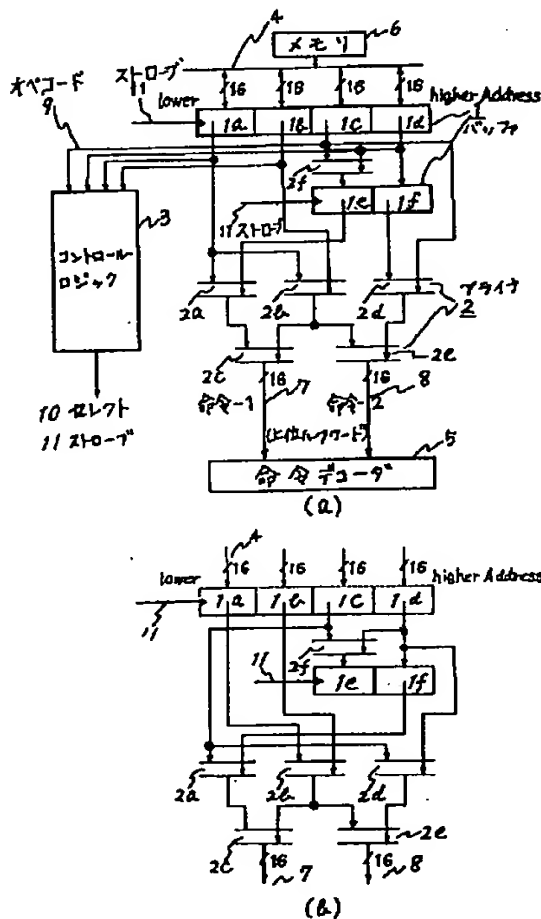 4
6
メモリ
オペコード
9
ストローブ
11
16 16 16 16
lower
higher Address
1a 1b 1c 1d
1
バッファ
2f
3
コントロール
ロジック
11 ストローブ
1e 1f
2a 2b 2d
アライナ
2
2c 2e
16 7 16 8
命令-1 命令-2
(上位ハーフワード)
5
命令デコーダ
10 セレクト
11 ストローブ
(a)
4
16 16 16 16
lower
higher Address
1a 1b 1c 1d
11
2f
11
1e 1f
2a 2b 2d
2c 2e
16 16
7 8
(b)